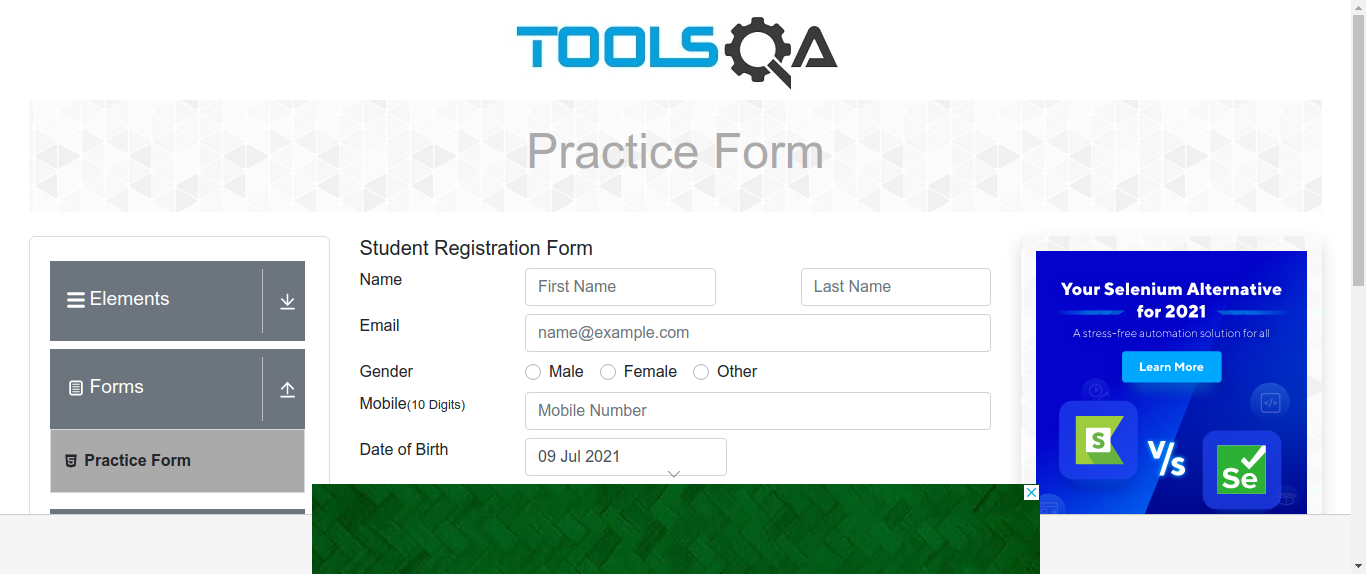 TOOLSQA
Practice Form
Elements
Forms
Practice Form
Student Registration Form
Name
First Name
Last Name
Email
name@example.com
Gender
Male
Female
Other
Mobile(10 Digits)
Mobile Number
Date of Birth
09 Jul 2021
Your Selenium Alternative
for 2021
A stress-free automation solution for all
Learn More
S
V/s
Se